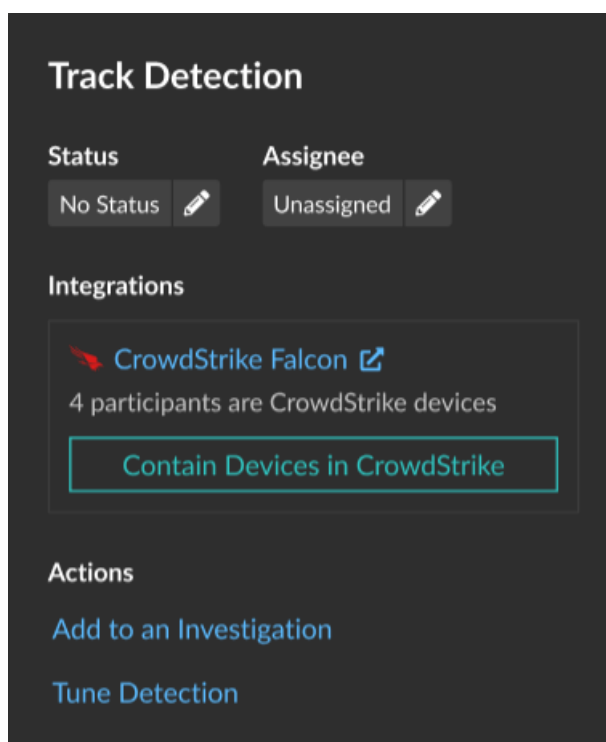 Track Detection
Status Assignee
No Status Unassigned
Integrations
CrowdStrike Falcon
4 participants are CrowdStrike devices
Contain Devices in CrowdStrike
Actions
Add to an Investigation
Tune Detection